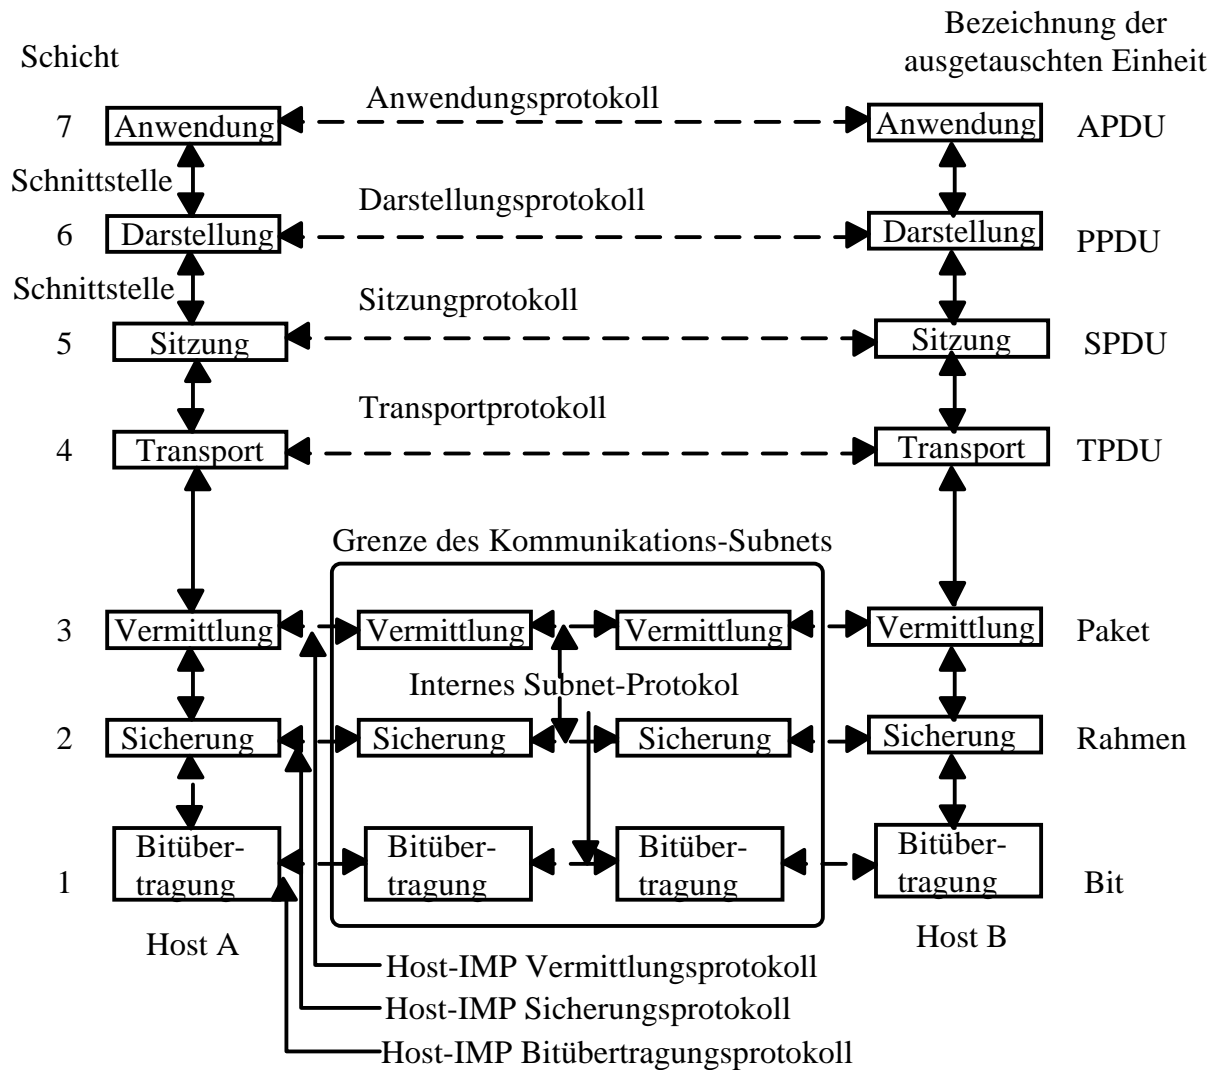 Schicht
Bezeichnung der
ausgetauschten Einheit
Anwendungsprotokoll
7 Anwendung Anwendung APDU
Schnittstelle
Darstellungsprotokoll
6 Darstellung Darstellung PPDU
Schnittstelle
Sitzungprotokoll
5 Sitzung Sitzung SPDU
Transportprotokoll
4 Transport Transport TPDU
Grenze des Kommunikations-Subnets
3 Vermittlung Vermittlung Vermittlung Vermittlung Paket
Internes Subnet-Protokol
2 Sicherung Sicherung Sicherung Sicherung Rahmen
Bitüber- Bitüber- Bitüber- Bitüber-
1 tragung tragung tragung tragung Bit
Host A Host B
Host-IMP Vermittlungsprotokoll
Host-IMP Sicherungsprotokoll
Host-IMP Bitübertragungsprotokoll